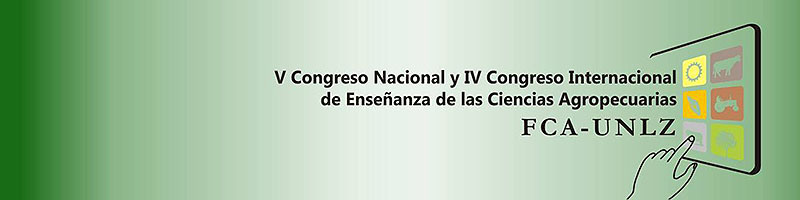 V Congreso Nacional y IV Congreso Internacional
de Enseñanza de las Ciencias Agropecuarias
FCA-UNLZ